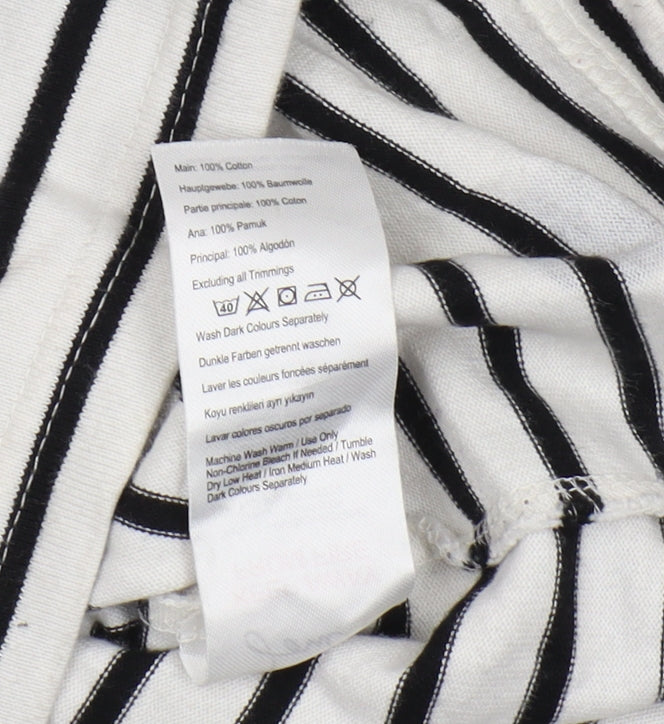 Main: 100% Cotton
Hauptgewebe: 100% Baumwolle
Partie principale: 100% Coton
Ana: 100% Pamuk
Principal: 100% Algodón
Excluding all Trimmings
40
Wash Dark Colours Separately
Dunkle Farben getrennt waschen
Laver les couleurs foncées séparément
Koyu renklileri ayrı yıkayın
Lavar colores oscuros por separado
Machine Wash Warm / Use Only
Non-Chlorine Bleach If Needed / Tumble
Dry Low Heat / Iron Medium Heat / Wash
Dark Colours Separately